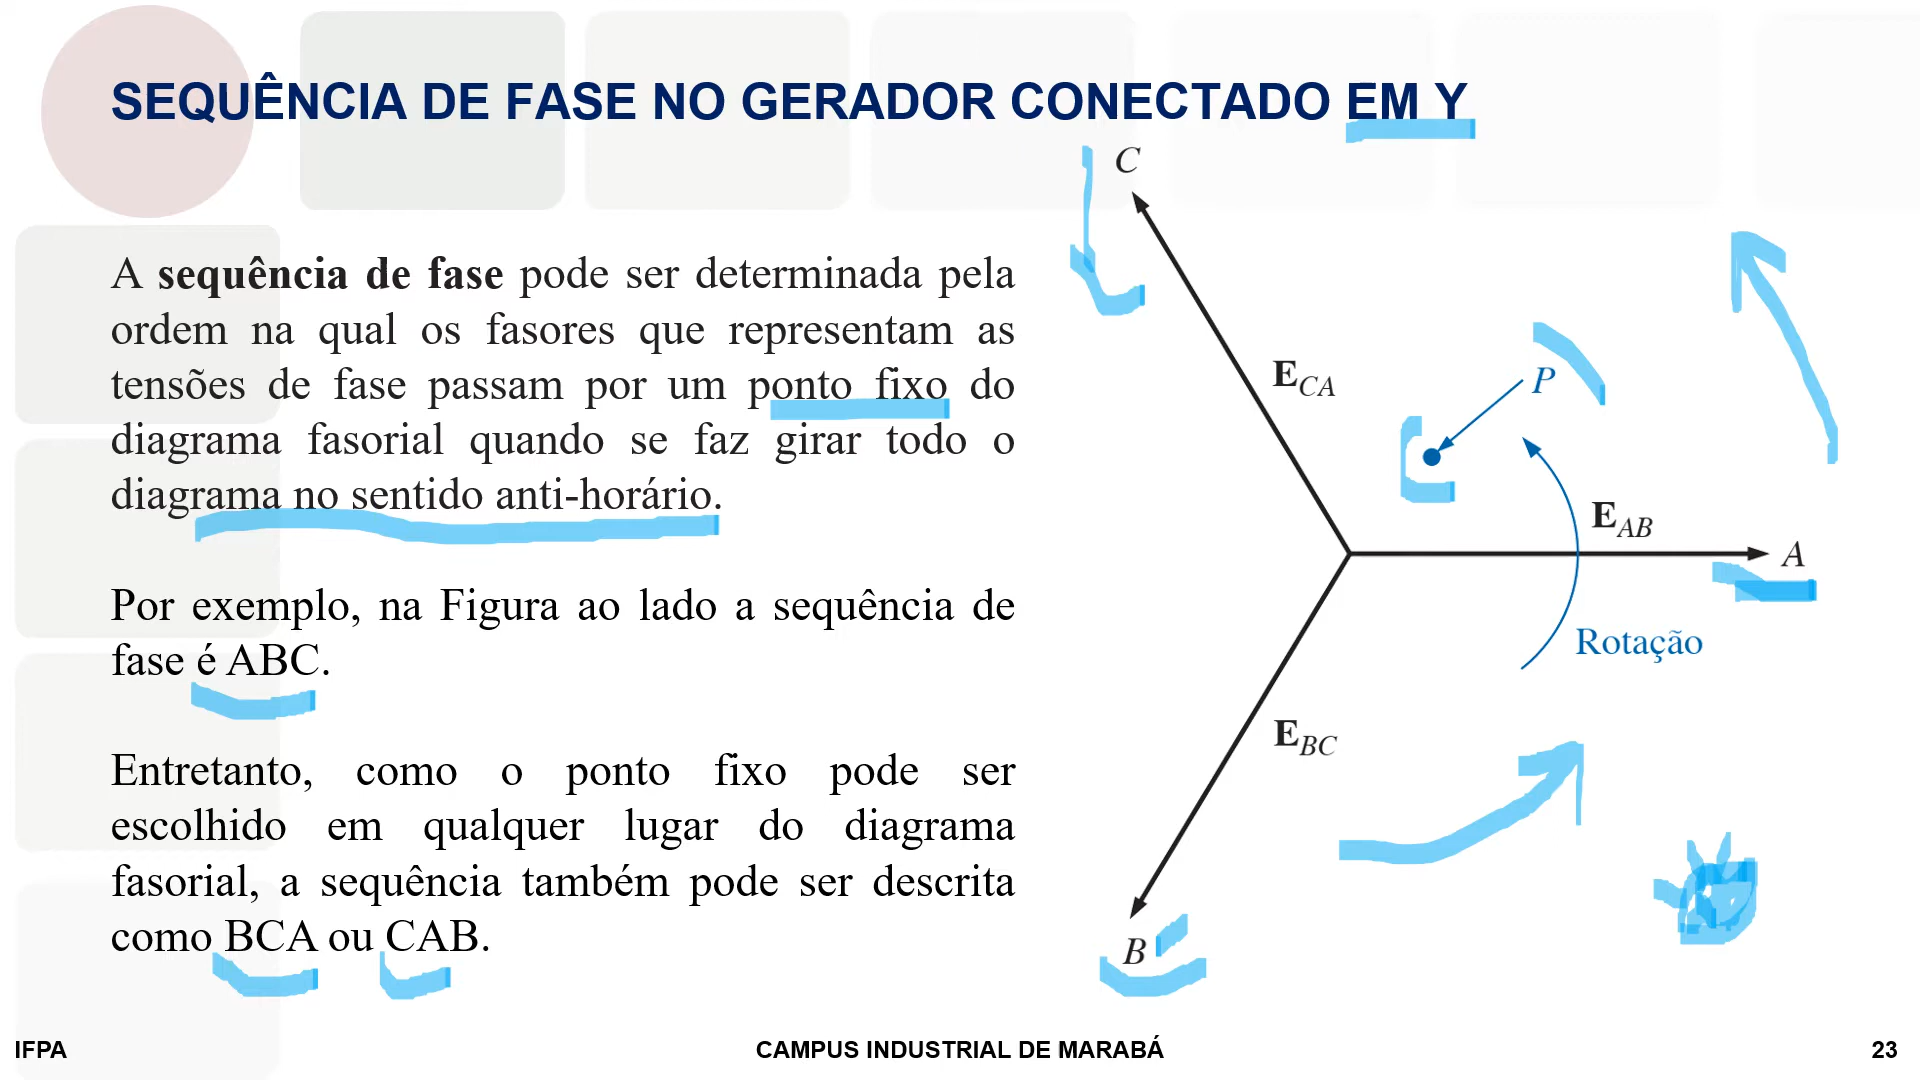 SEQUÊNCIA DE FASE NO GERADOR CONECTADO EM Y
A sequência de fase pode ser determinada pela
ordem na qual os fasores que representam as
tensões de fase passam por um ponto fixo do
diagrama fasorial quando se faz girar todo o
diagrama no sentido anti-horário.
Por exemplo, na Figura ao lado a sequência de
fase é ABC.
Entretanto, como o ponto fixo pode ser
escolhido em qualquer lugar do diagrama
fasorial, a sequência também pode ser descrita
como BCA ou CAB.
C
E_CA
P
E_AB
A
Rotação
E_BC
B
IFPA
CAMPUS INDUSTRIAL DE MARABÁ
23